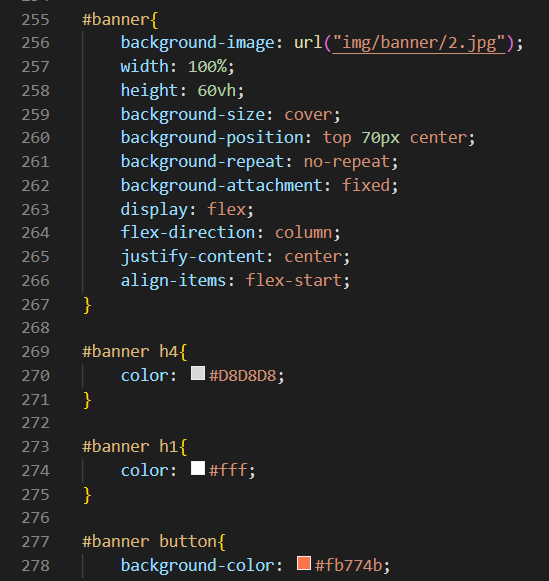 255 #banner{
256 background-image: url("img/banner/2.jpg");
257 width: 100%;
258 height: 60vh;
259 background-size: cover;
260 background-position: top 70px center;
261 background-repeat: no-repeat;
262 background-attachment: fixed;
263 display: flex;
264 flex-direction: column;
265 justify-content: center;
266 align-items: flex-start;
267 }
268
269 #banner h4{
270 color: #D8D8D8;
271 }
272
273 #banner h1{
274 color: #fff;
275 }
276
277 #banner button{
278 background-color: #fb774b;